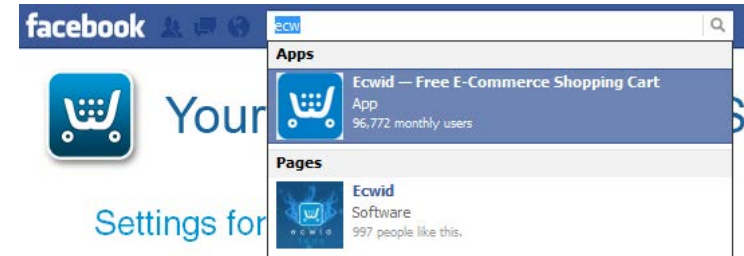 facebook
ecw
Apps
Ecwid — Free E-Commerce Shopping Cart
App
96,772 monthly users
Your
S
Pages
Ecwid
Software
997 people like this.
ecwid
Settings for